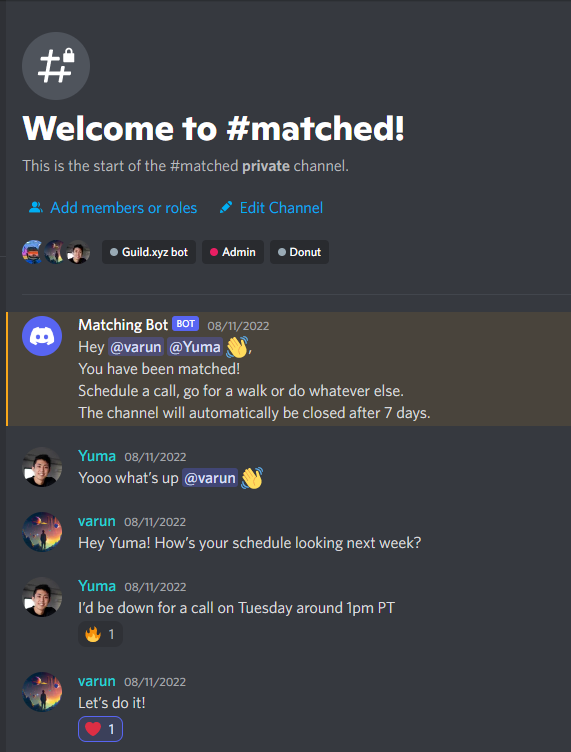 Welcome to #matched!
This is the start of the #matched private channel.
Add members or roles Edit Channel
Guild.xyz bot Admin Donut
Matching Bot BOT 08/11/2022
Hey @varun @Yuma 👋,
You have been matched!
Schedule a call, go for a walk or do whatever else.
The channel will automatically be closed after 7 days.
Yuma 08/11/2022
Yooo what's up @varun 👋
varun 08/11/2022
Hey Yuma! How's your schedule looking next week?
Yuma 08/11/2022
I'd be down for a call on Tuesday around 1pm PT
🔥 1
varun 08/11/2022
Let's do it!
❤️ 1